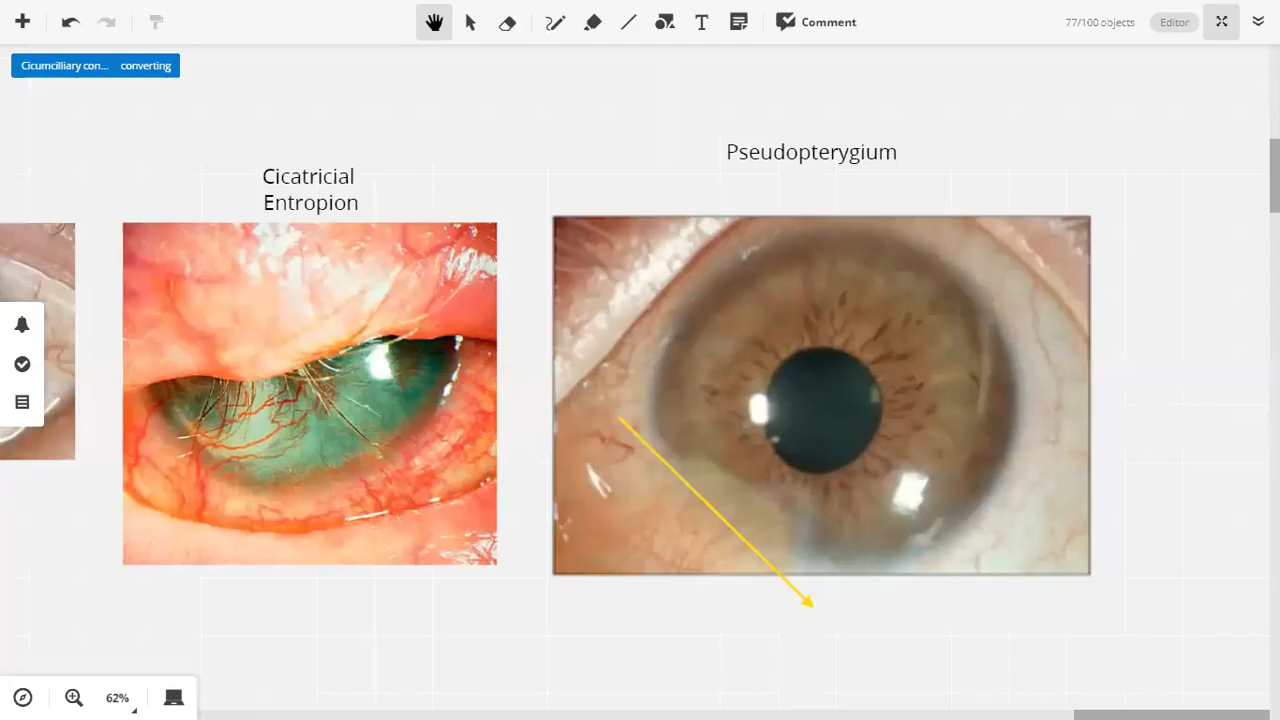 Comment
77/100 objects
Editor
Cicumcilliary con... converting
Pseudopterygium
Cicatricial
Entropion
62%